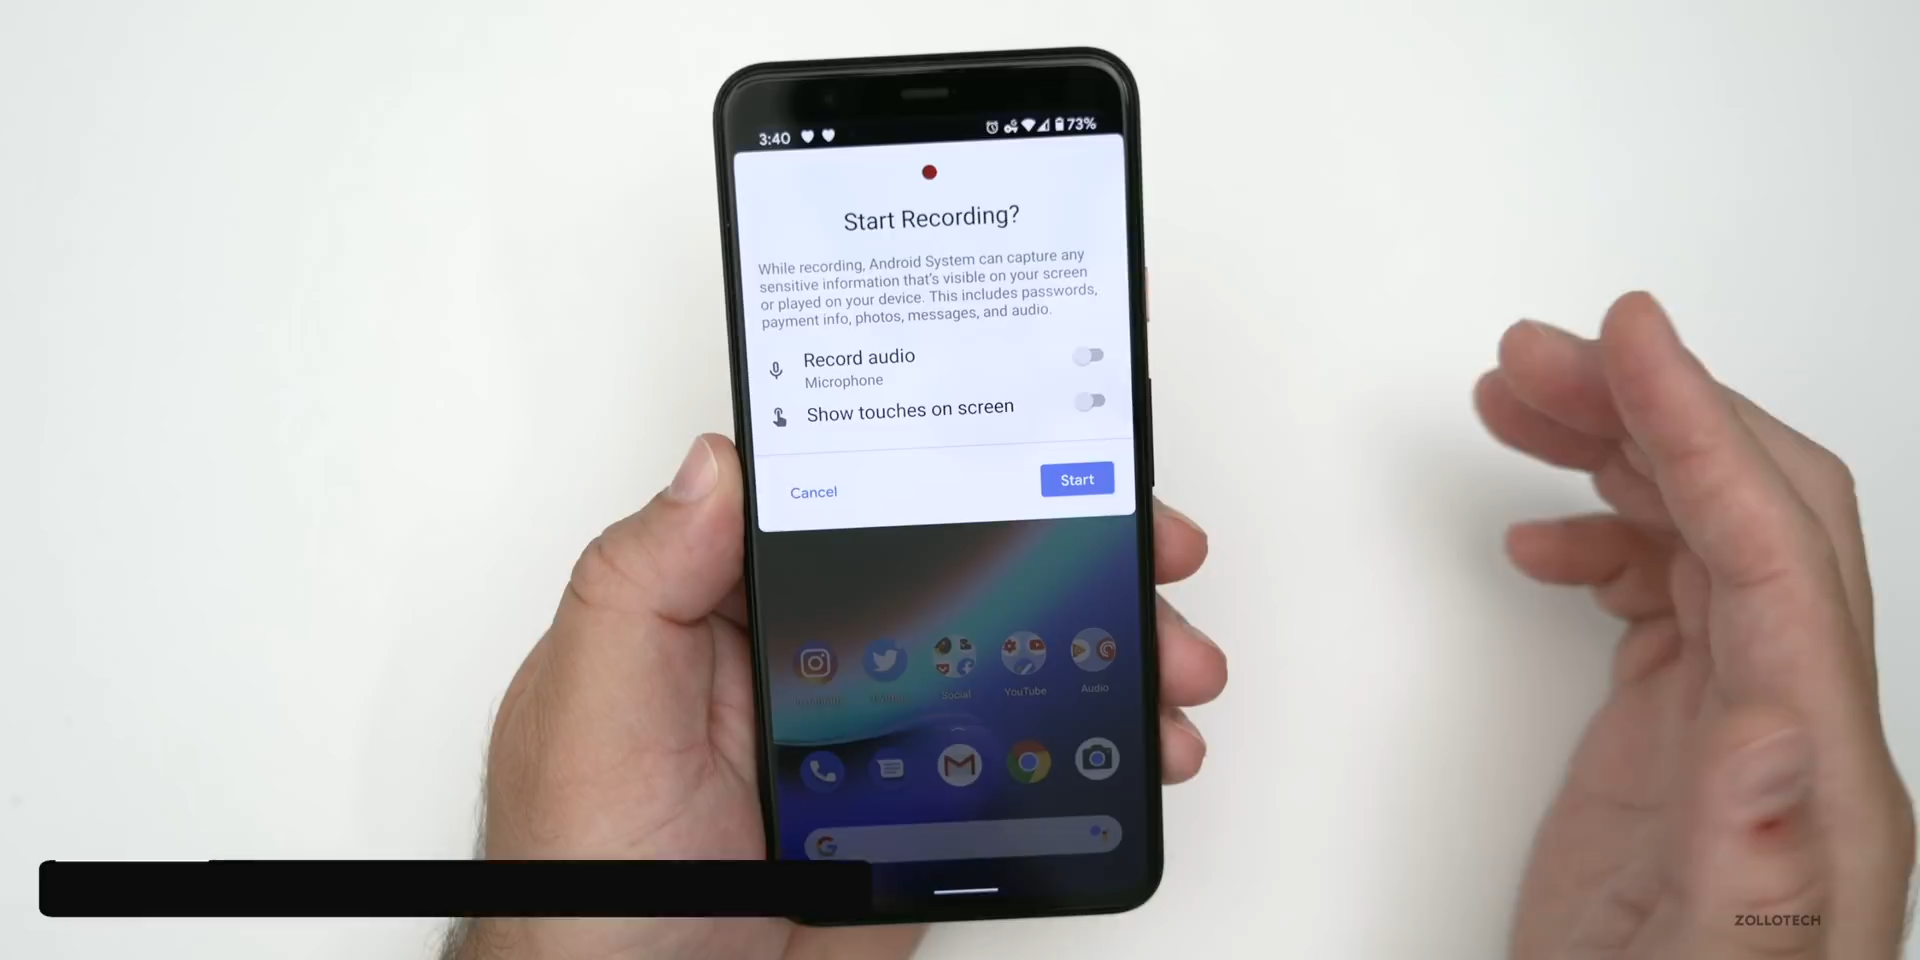 3:40
73%
Start Recording?
While recording, Android System can capture any
sensitive information that's visible on your screen
or played on your device. This includes passwords,
payment info, photos, messages, and audio.
Record audio
Microphone
Show touches on screen
Cancel
Start
Social
YouTube
Audio
ZOLLOTECH